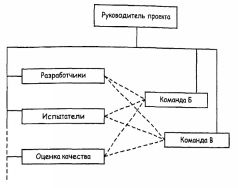 Руководитель проекта
Разработчики
Команда Б
Испытатели
Команда В
Оценка качества